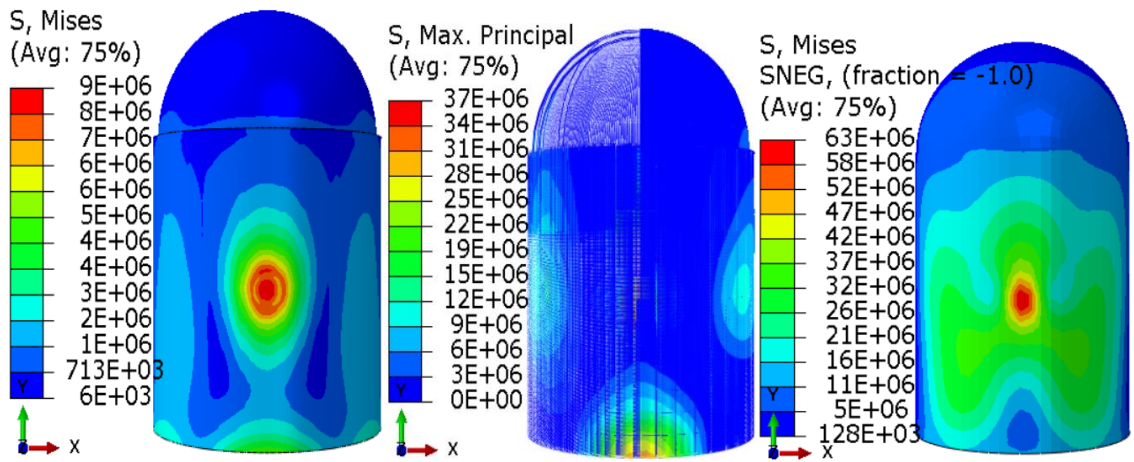 S, Mises
(Avg: 75%)
9E+06
8E+06
7E+06
6E+06
6E+06
5E+06
4E+06
3E+06
2E+06
1E+06
713E+03
6E+03
Y
X
S, Max. Principal
(Avg: 75%)
37E+06
34E+06
31E+06
28E+06
25E+06
22E+06
19E+06
15E+06
12E+06
9E+06
6E+06
3E+06
0E+00
Y
X
S, Mises
SNEG, (fraction = -1.0)
(Avg: 75%)
63E+06
58E+06
52E+06
47E+06
42E+06
37E+06
32E+06
26E+06
21E+06
16E+06
11E+06
5E+06
128E+03
Y
X